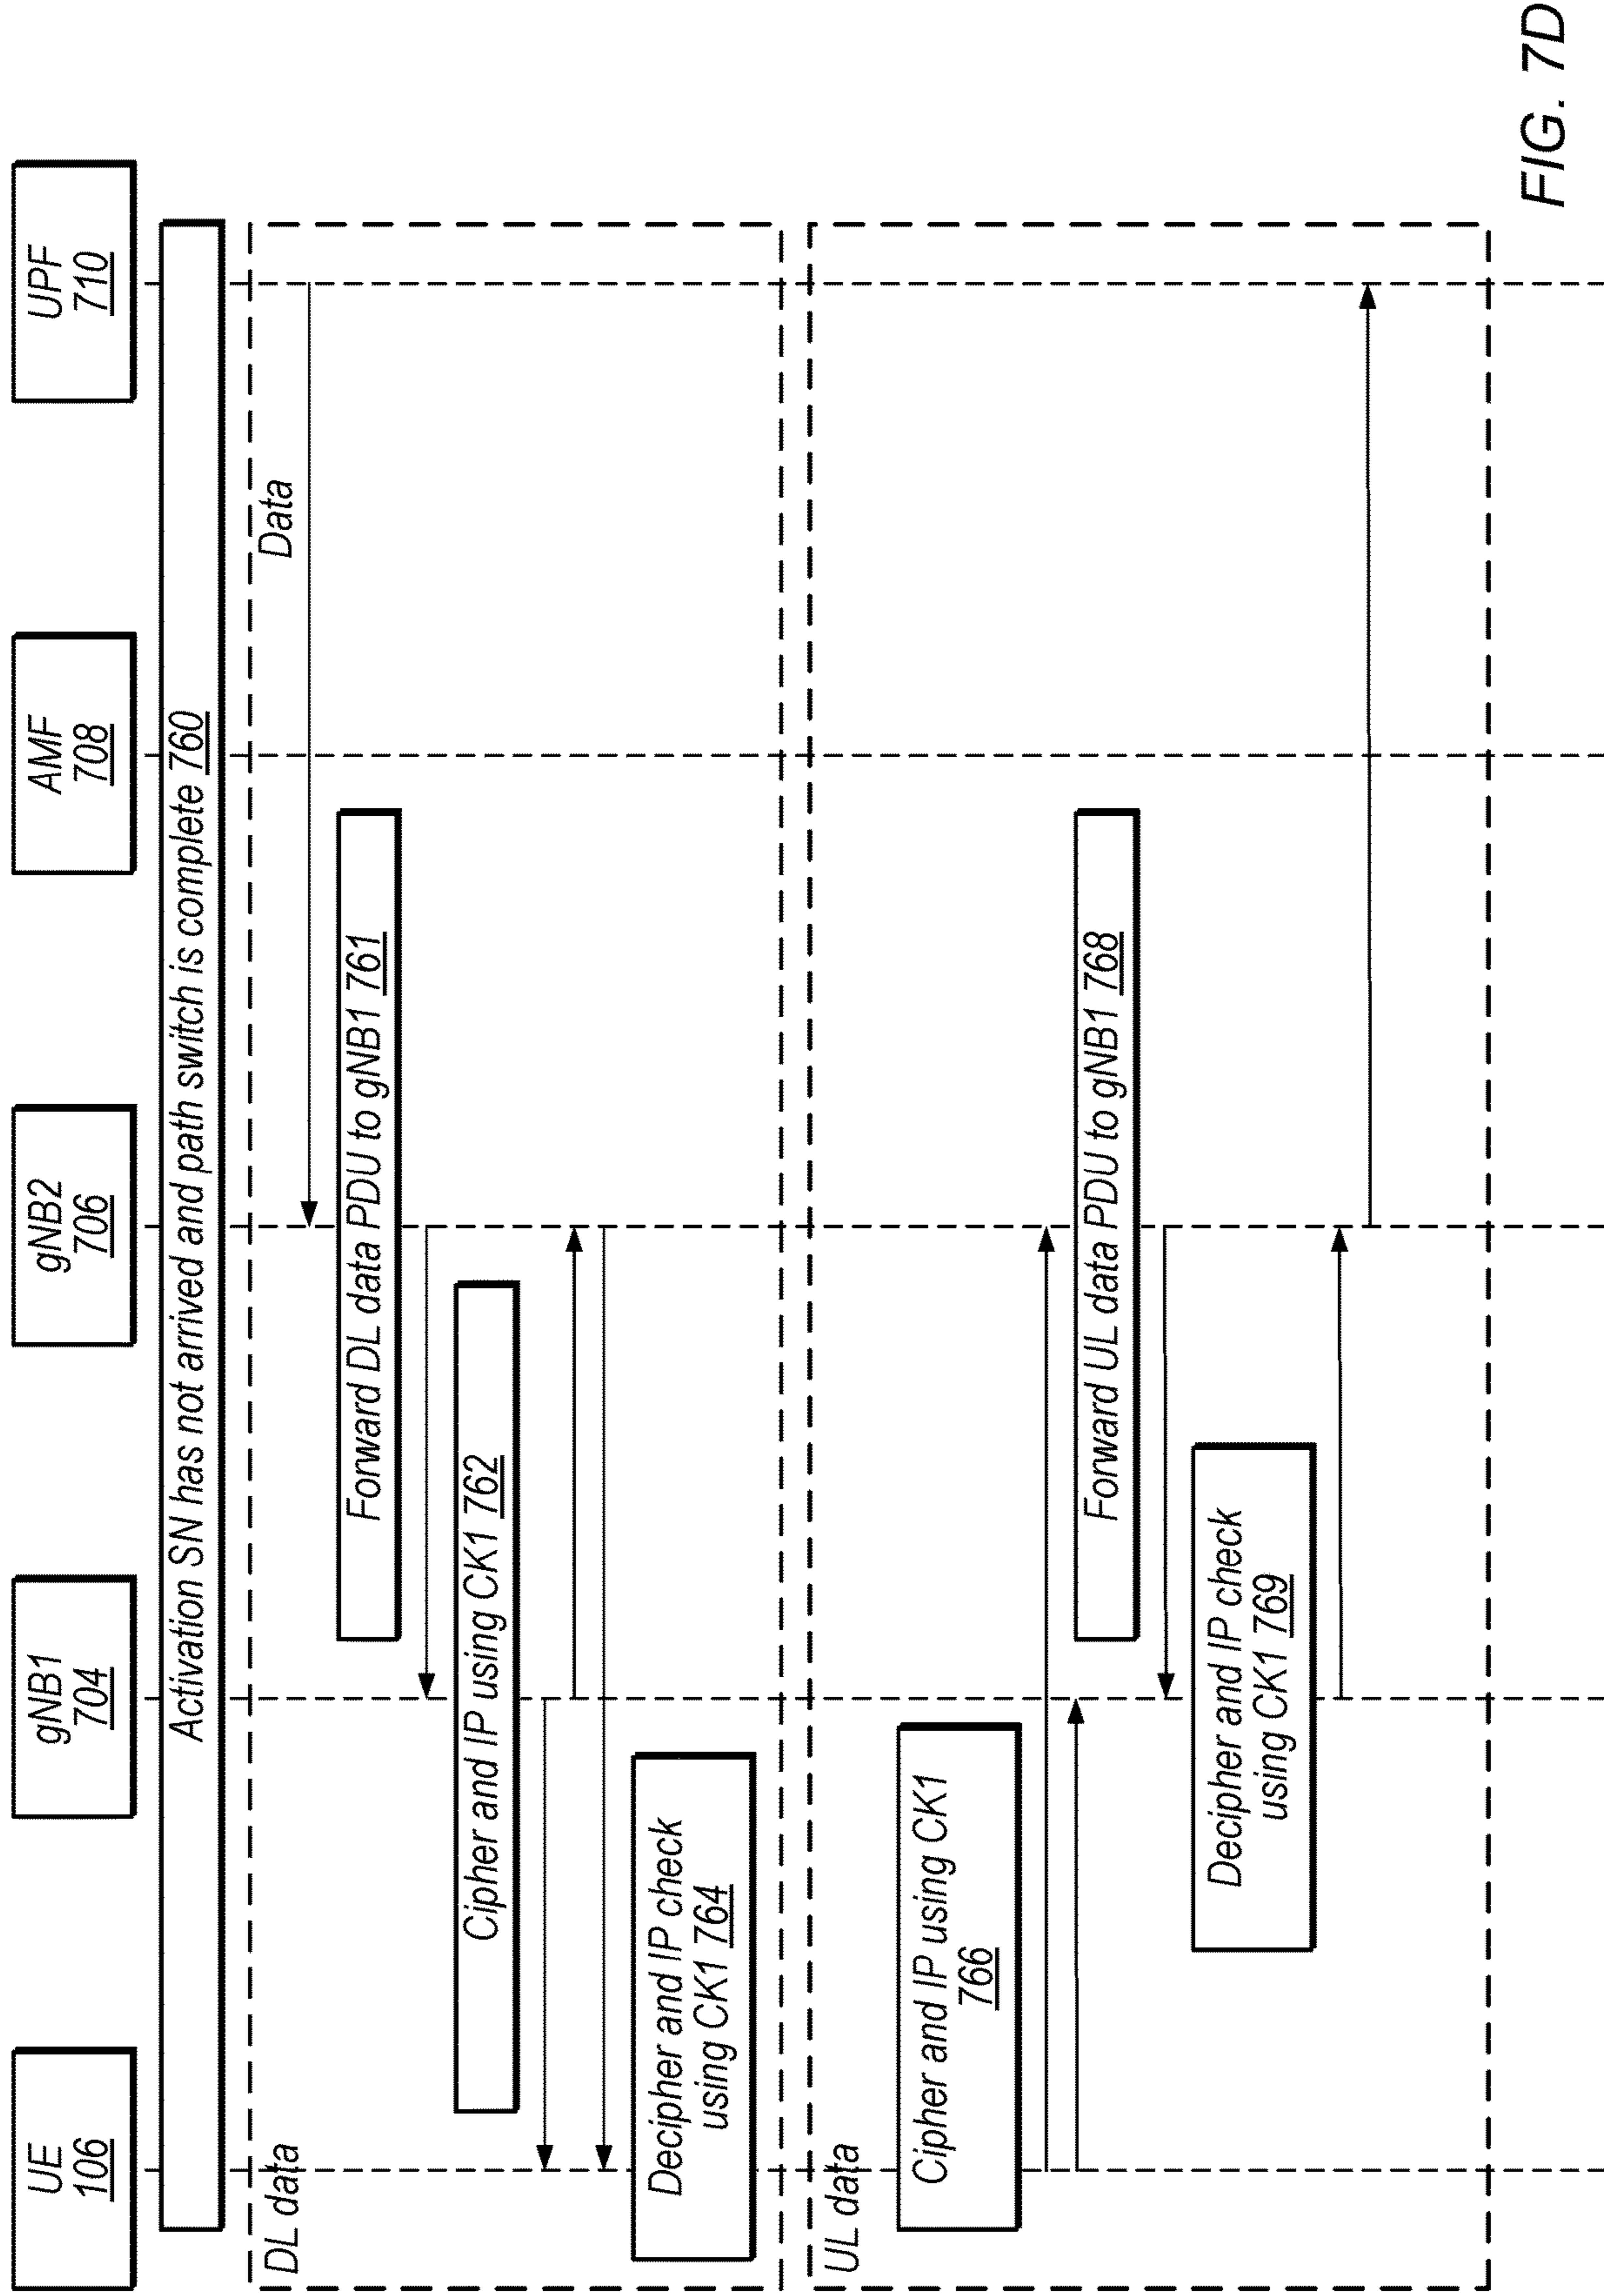 UE
106
gNB1
704
gNB2
706
AMF
708
UPF
710
Activation SN has not arrived and path switch is complete 760
DL data
Data
Forward DL data PDU to gNB1 761
Cipher and IP using CK1 762
Decipher and IP check
using CK1 764
UL data
Cipher and IP using CK1
766
Forward UL data PDU to gNB1 768
Decipher and IP check
using CK1 769
FIG. 7D